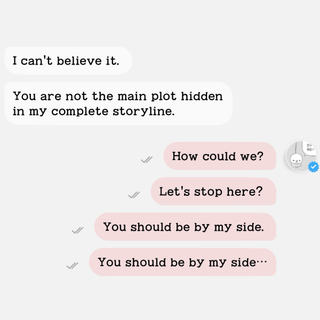 I can't believe it.
You are not the main plot hidden
in my complete storyline.
How could we?
Let's stop here?
You should be by my side.
You should be by my side…